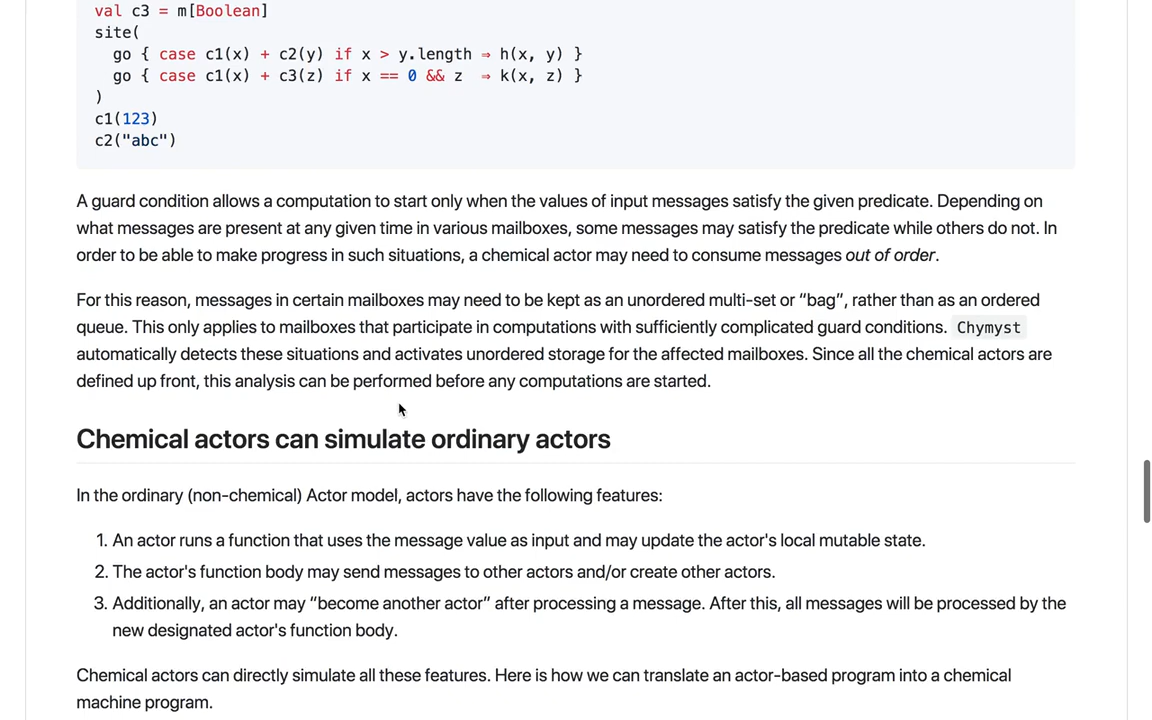 val c3 = m[Boolean]
site(
  go { case c1(x) + c2(y) if x > y.length ⇒ h(x, y) }
  go { case c1(x) + c3(z) if x == 0 && z  ⇒ k(x, z) }
)
c1(123)
c2("abc")
A guard condition allows a computation to start only when the values of input messages satisfy the given predicate. Depending on
what messages are present at any given time in various mailboxes, some messages may satisfy the predicate while others do not. In
order to be able to make progress in such situations, a chemical actor may need to consume messages out of order.
For this reason, messages in certain mailboxes may need to be kept as an unordered multi-set or “bag”, rather than as an ordered
queue. This only applies to mailboxes that participate in computations with sufficiently complicated guard conditions. Chymyst
automatically detects these situations and activates unordered storage for the affected mailboxes. Since all the chemical actors are
defined up front, this analysis can be performed before any computations are started.
Chemical actors can simulate ordinary actors
In the ordinary (non-chemical) Actor model, actors have the following features:
1. An actor runs a function that uses the message value as input and may update the actor's local mutable state.
2. The actor's function body may send messages to other actors and/or create other actors.
3. Additionally, an actor may “become another actor” after processing a message. After this, all messages will be processed by the
new designated actor's function body.
Chemical actors can directly simulate all these features. Here is how we can translate an actor-based program into a chemical
machine program.